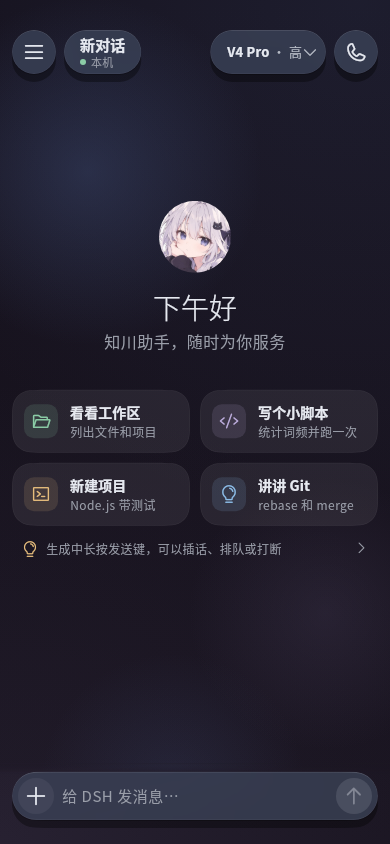 新对话
本机
V4 Pro · 高
下午好
知川助手，随时为你服务
看看工作区
列出文件和项目
写个小脚本
统计词频并跑一次
新建项目
Node.js 带测试
讲讲 Git
rebase 和 merge
生成中长按发送键，可以插话、排队或打断
给 DSH 发消息…